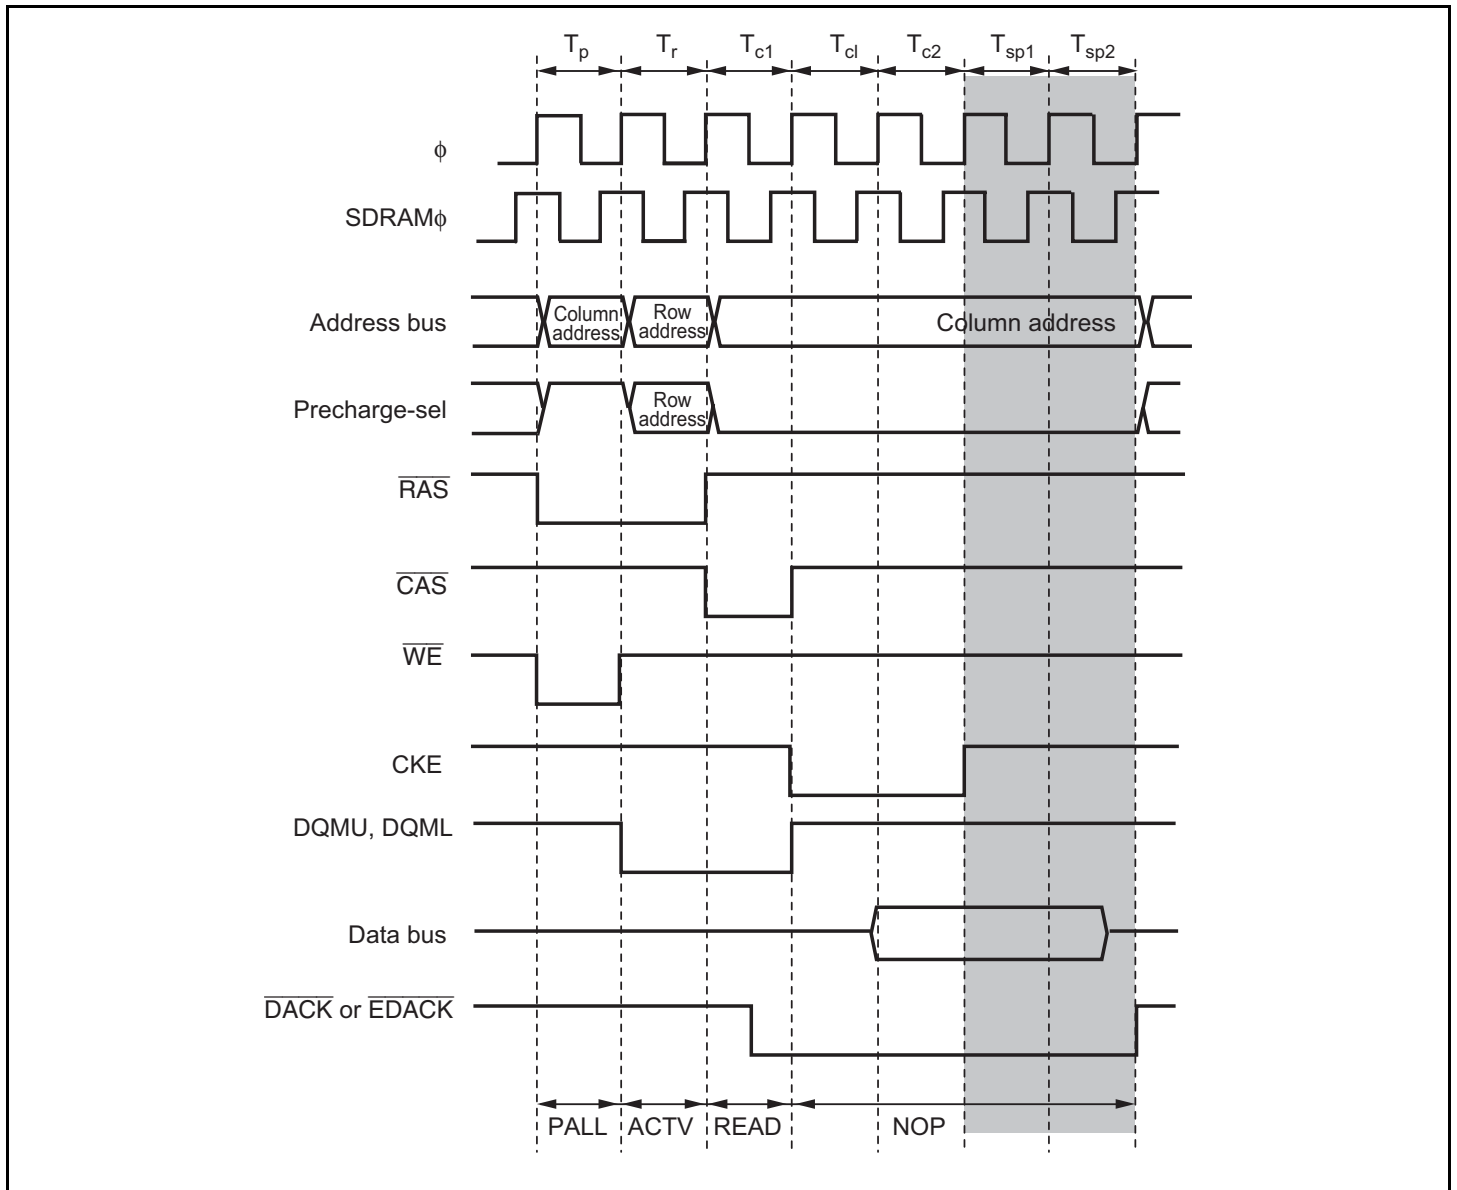 Tp Tr Tc1 Tcl Tc2 Tsp1 Tsp2
ϕ
SDRAMϕ
Address bus
Column address
Row address
Column address
Precharge-sel
Row address
RAS
CAS
WE
CKE
DQMU, DQML
Data bus
DACK or EDACK
PALL ACTV READ NOP